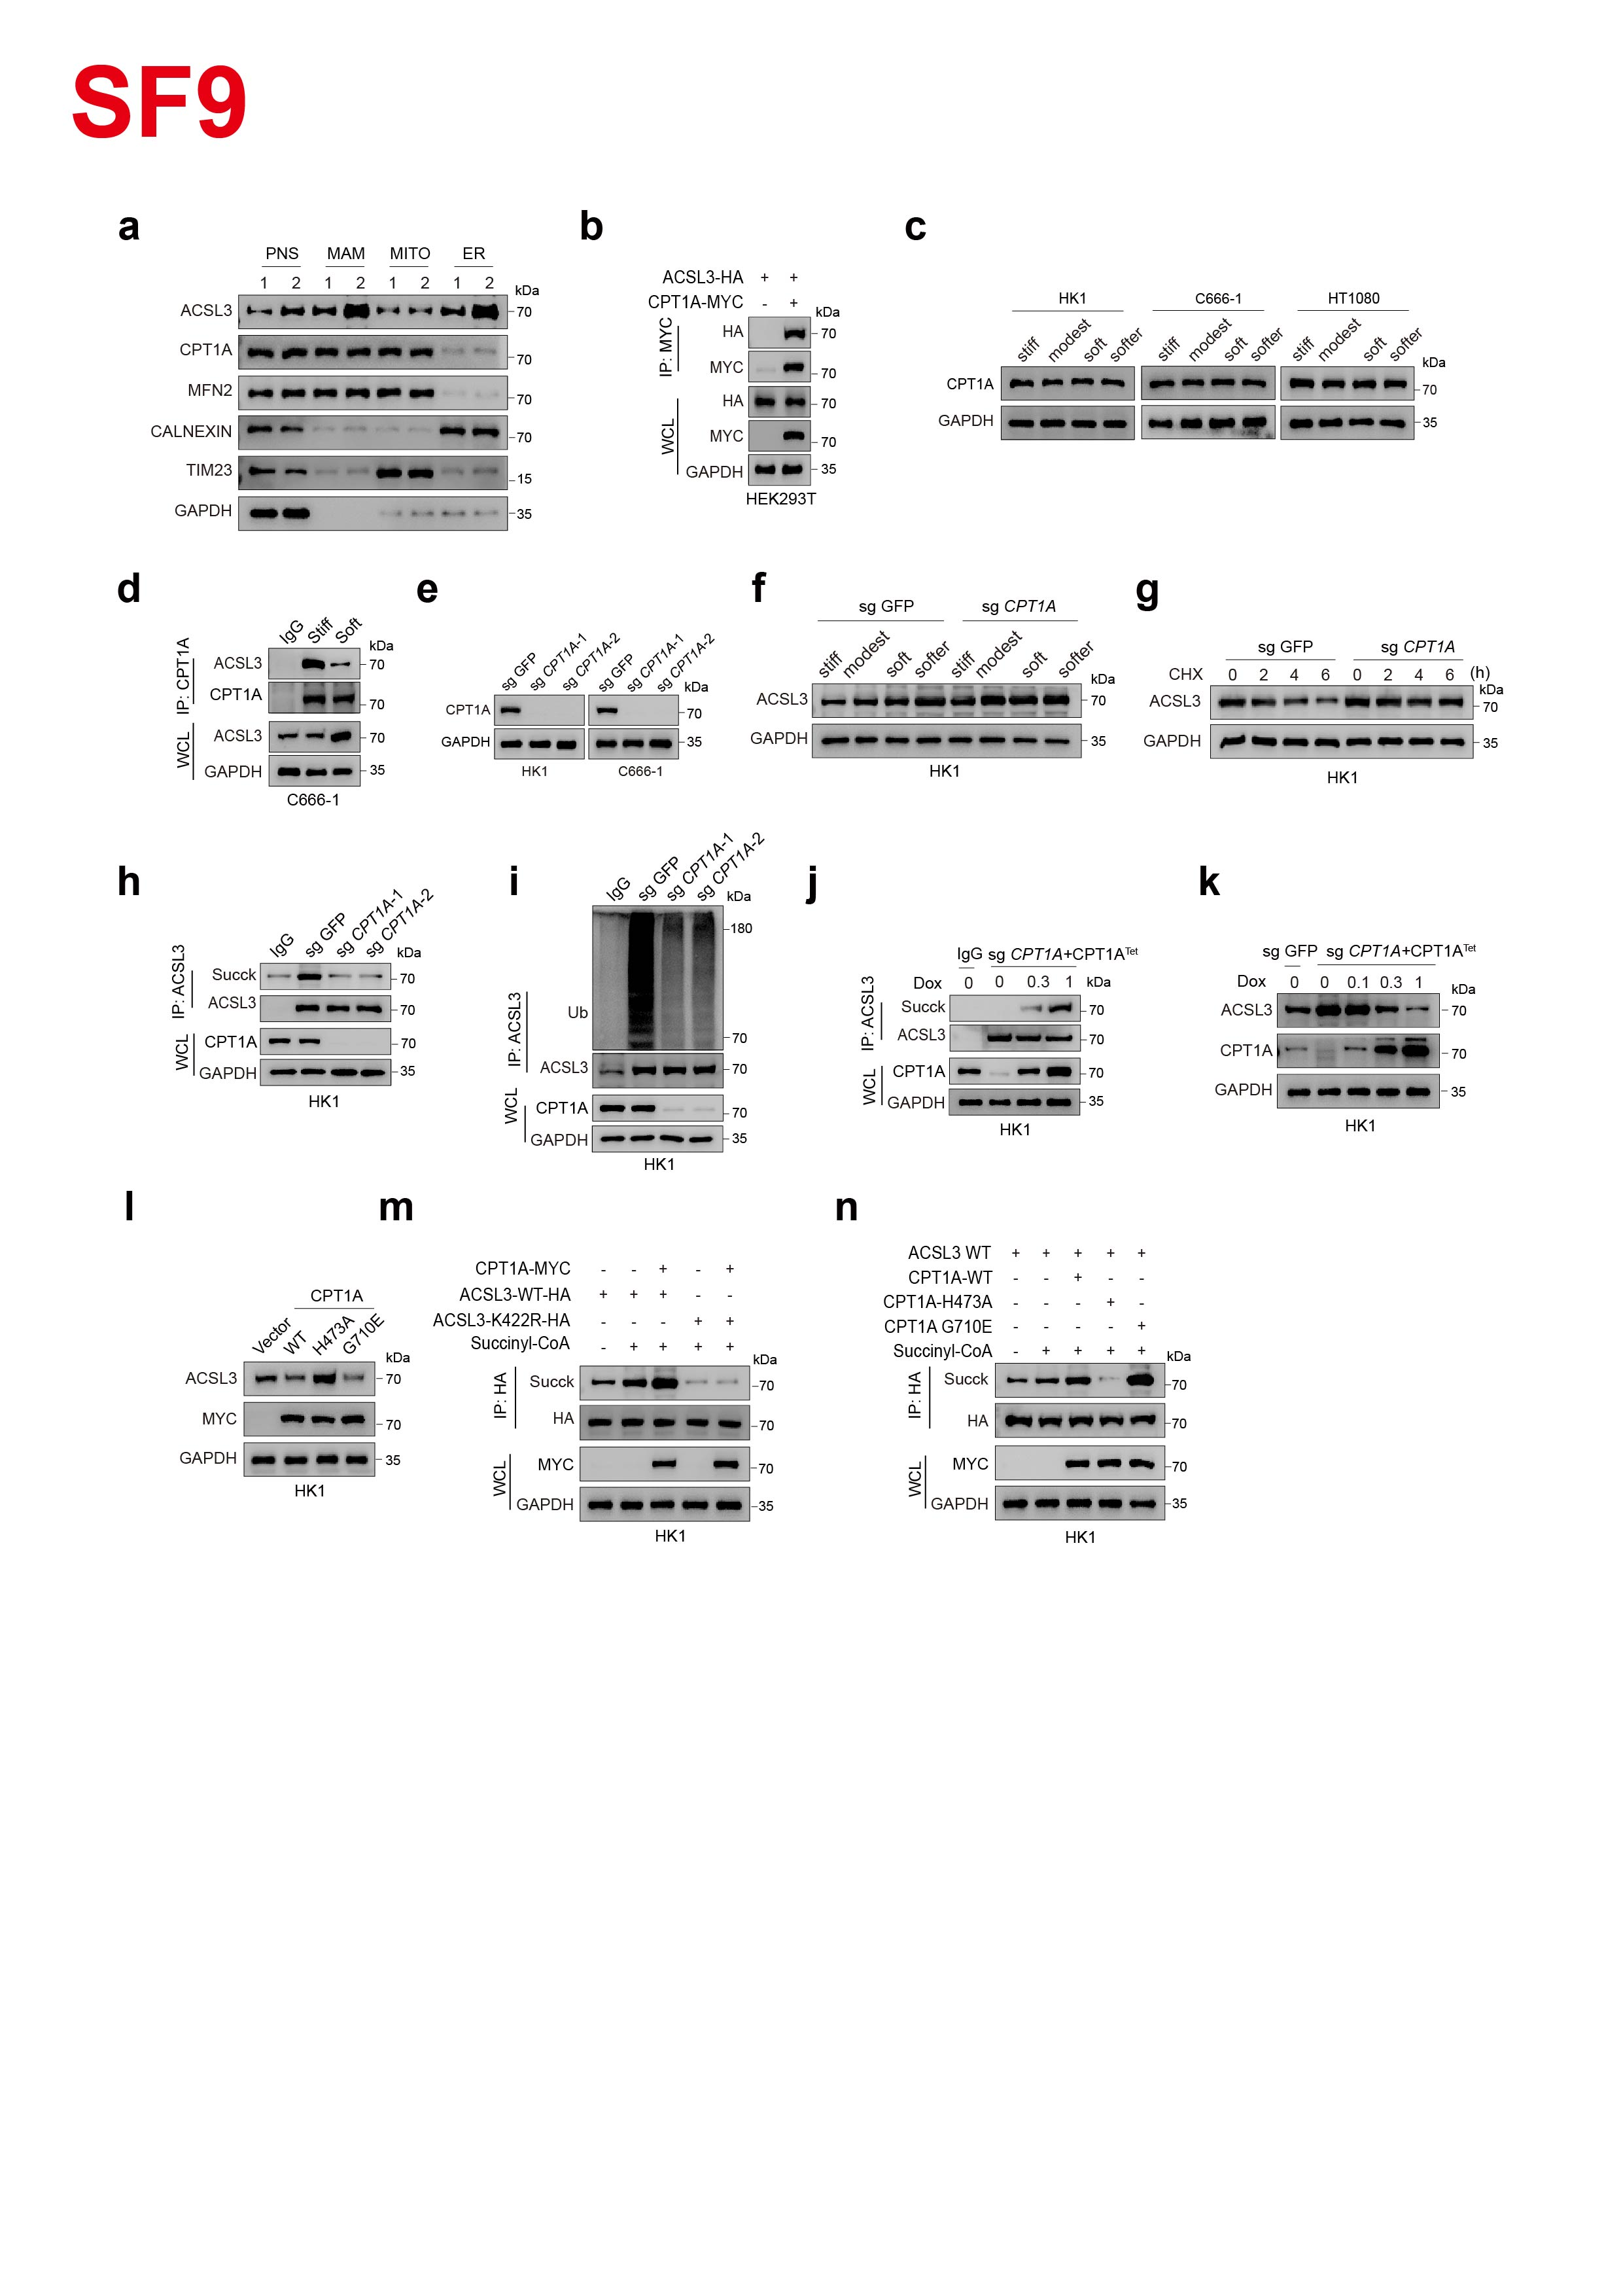 SF9
a
PNS MAM MITO ER
1 2 1 2 1 2 1 2 kDa
ACSL3 70
CPT1A 70
MFN2 70
CALNEXIN 70
TIM23 15
GAPDH 35
b
ACSL3-HA + +
CPT1A-MYC - + kDa
IP: MYC
HA 70
MYC 70
WCL
HA 70
MYC 70
GAPDH 35
HEK293T
c
HK1 C666-1 HT1080
stiff modest soft softer stiff modest soft softer stiff modest soft softer kDa
CPT1A 70
GAPDH 35
d
IgG Stiff Soft kDa
IP: CPT1A
ACSL3 70
CPT1A 70
WCL
ACSL3 70
GAPDH 35
C666-1
e
sg GFP sg CPT1A-1 sg CPT1A-2 sg GFP sg CPT1A-1 sg CPT1A-2 kDa
CPT1A 70
GAPDH 35
HK1 C666-1
f
sg GFP sg CPT1A
stiff modest soft softer stiff modest soft softer kDa
ACSL3 70
GAPDH 35
HK1
g
sg GFP sg CPT1A
CHX 0 2 4 6 0 2 4 6 (h)
kDa
ACSL3 70
GAPDH 35
HK1
h
IgG sg GFP sg CPT1A-1 sg CPT1A-2 kDa
IP: ACSL3
Succk 70
ACSL3 70
WCL
CPT1A 70
GAPDH 35
HK1
i
IgG sg GFP sg CPT1A-1 sg CPT1A-2 kDa
IP: ACSL3
180
Ub
70
ACSL3 70
WCL
CPT1A 70
GAPDH 35
HK1
j
IgG sg CPT1A+CPT1ATet
Dox 0 0 0.3 1 kDa
IP: ACSL3
Succk 70
ACSL3 70
WCL
CPT1A 70
GAPDH 35
HK1
k
sg GFP sg CPT1A+CPT1ATet
Dox 0 0 0.1 0.3 1 kDa
ACSL3 70
CPT1A 70
GAPDH 35
HK1
l
CPT1A
Vector WT H473A G710E kDa
ACSL3 70
MYC 70
GAPDH 35
HK1
m
CPT1A-MYC - - + - +
ACSL3-WT-HA + + + - -
ACSL3-K422R-HA - - - + +
Succinyl-CoA - + + + +
kDa
IP: HA
Succk 70
HA 70
WCL
MYC 70
GAPDH 35
HK1
n
ACSL3 WT + + + + +
CPT1A-WT - - + - -
CPT1A-H473A - - - + -
CPT1A G710E - - - - +
Succinyl-CoA - + + + +
kDa
IP: HA
Succk 70
HA 70
WCL
MYC 70
GAPDH 35
HK1